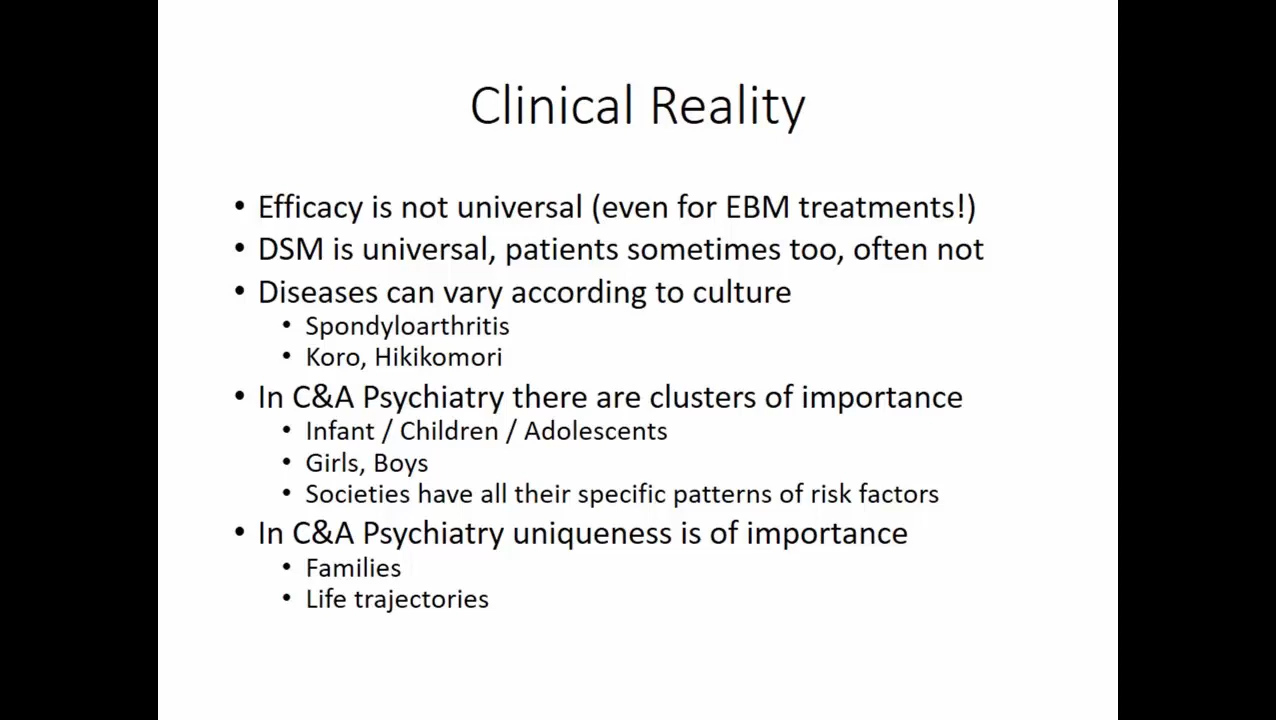 Clinical Reality
• Efficacy is not universal (even for EBM treatments!)
• DSM is universal, patients sometimes too, often not
• Diseases can vary according to culture
• Spondyloarthritis
• Koro, Hikikomori
• In C&A Psychiatry there are clusters of importance
• Infant / Children / Adolescents
• Girls, Boys
• Societies have all their specific patterns of risk factors
• In C&A Psychiatry uniqueness is of importance
• Families
• Life trajectories